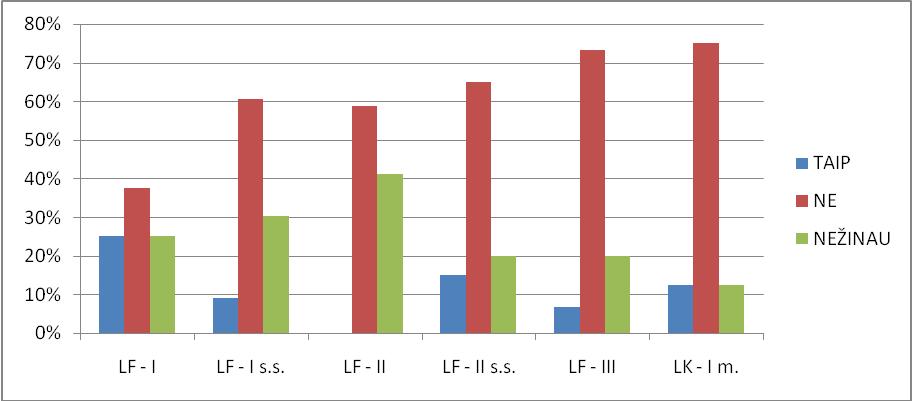 80%
70%
60%
50%
40%
30%
20%
10%
0%
LF - I
LF - I s.s.
LF - II
LF - II s.s.
LF - III
LK - I m.
TAIP
NE
NEŽINAU